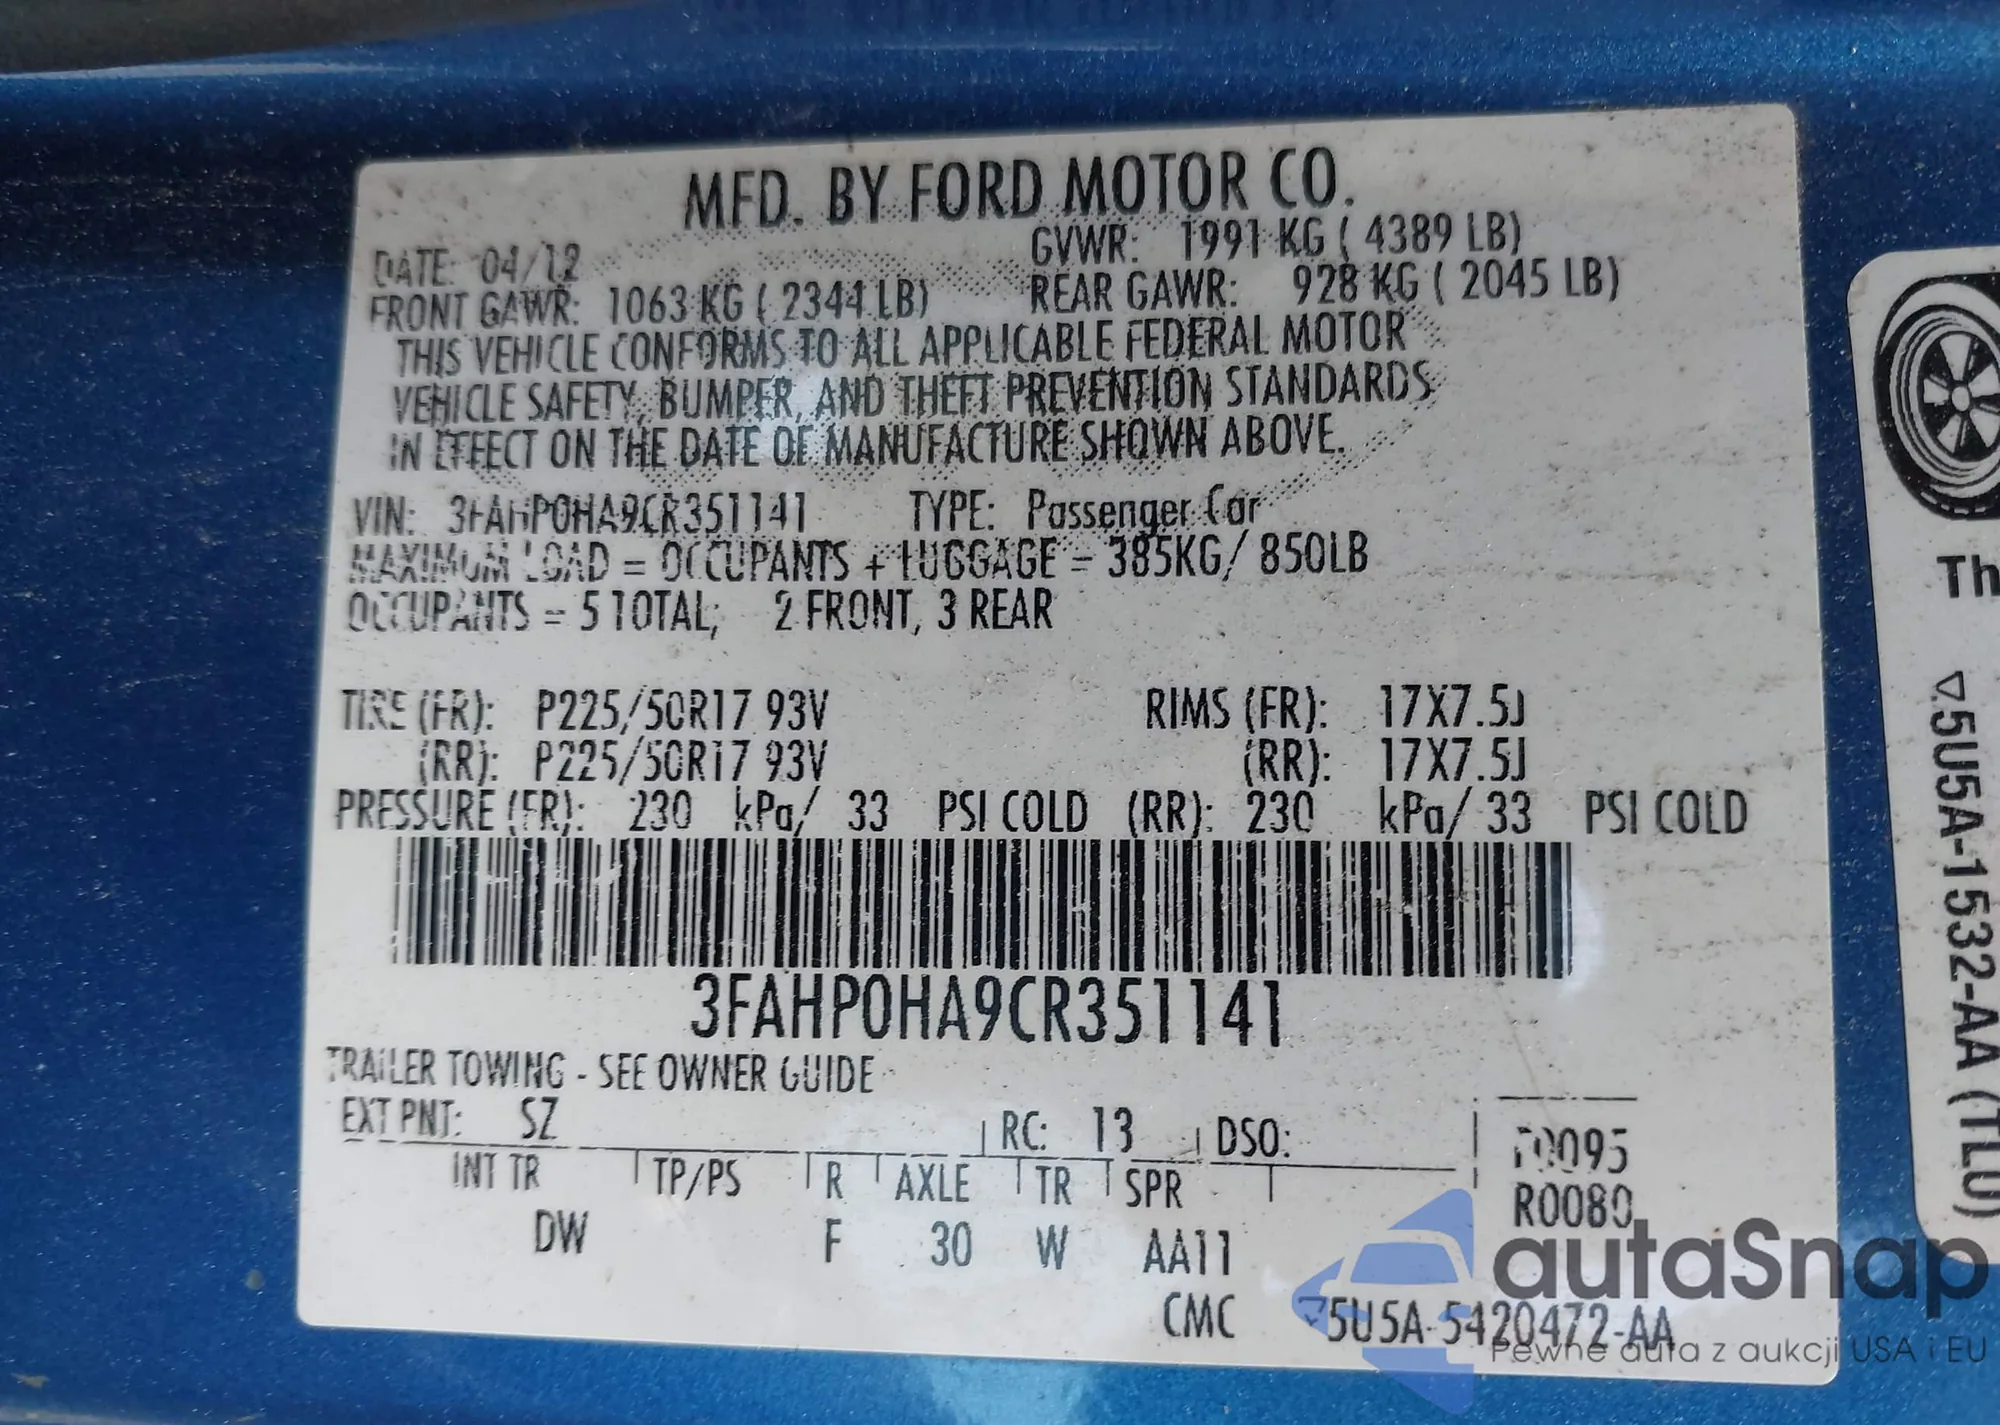 MFD. BY FORD MOTOR CO.
DATE: 04/12 GVWR: 1991 KG ( 4389 LB)
FRONT GAWR: 1063 KG ( 2344 LB) REAR GAWR: 928 KG ( 2045 LB)
THIS VEHICLE CONFORMS TO ALL APPLICABLE FEDERAL MOTOR
VEHICLE SAFETY, BUMPER, AND THEFT PREVENTION STANDARDS
IN EFFECT ON THE DATE OF MANUFACTURE SHOWN ABOVE.
VIN: 3FAHP0HA9CR351141 TYPE: Passenger Car
MAXIMUM LOAD = OCCUPANTS + LUGGAGE = 385KG/ 850LB
OCCUPANTS = 5 TOTAL; 2 FRONT, 3 REAR
TIRE (FR): P225/50R17 93V RIMS (FR): 17X7.5J
(RR): P225/50R17 93V (RR): 17X7.5J
PRESSURE (FR): 230 kPa/ 33 PSI COLD (RR): 230 kPa/ 33 PSI COLD
3FAHP0HA9CR351141
TRAILER TOWING - SEE OWNER GUIDE
EXT PNT: SZ RC: 13 DSO:
INT TR TP/PS R AXLE TR SPR
R0080
DW F 30 W AA11
CMC 5U5A-5420472-AA
Th
▽5U5A-1532-AA (TLU)
autaSnap
Pewne auta z aukcji USA i EU